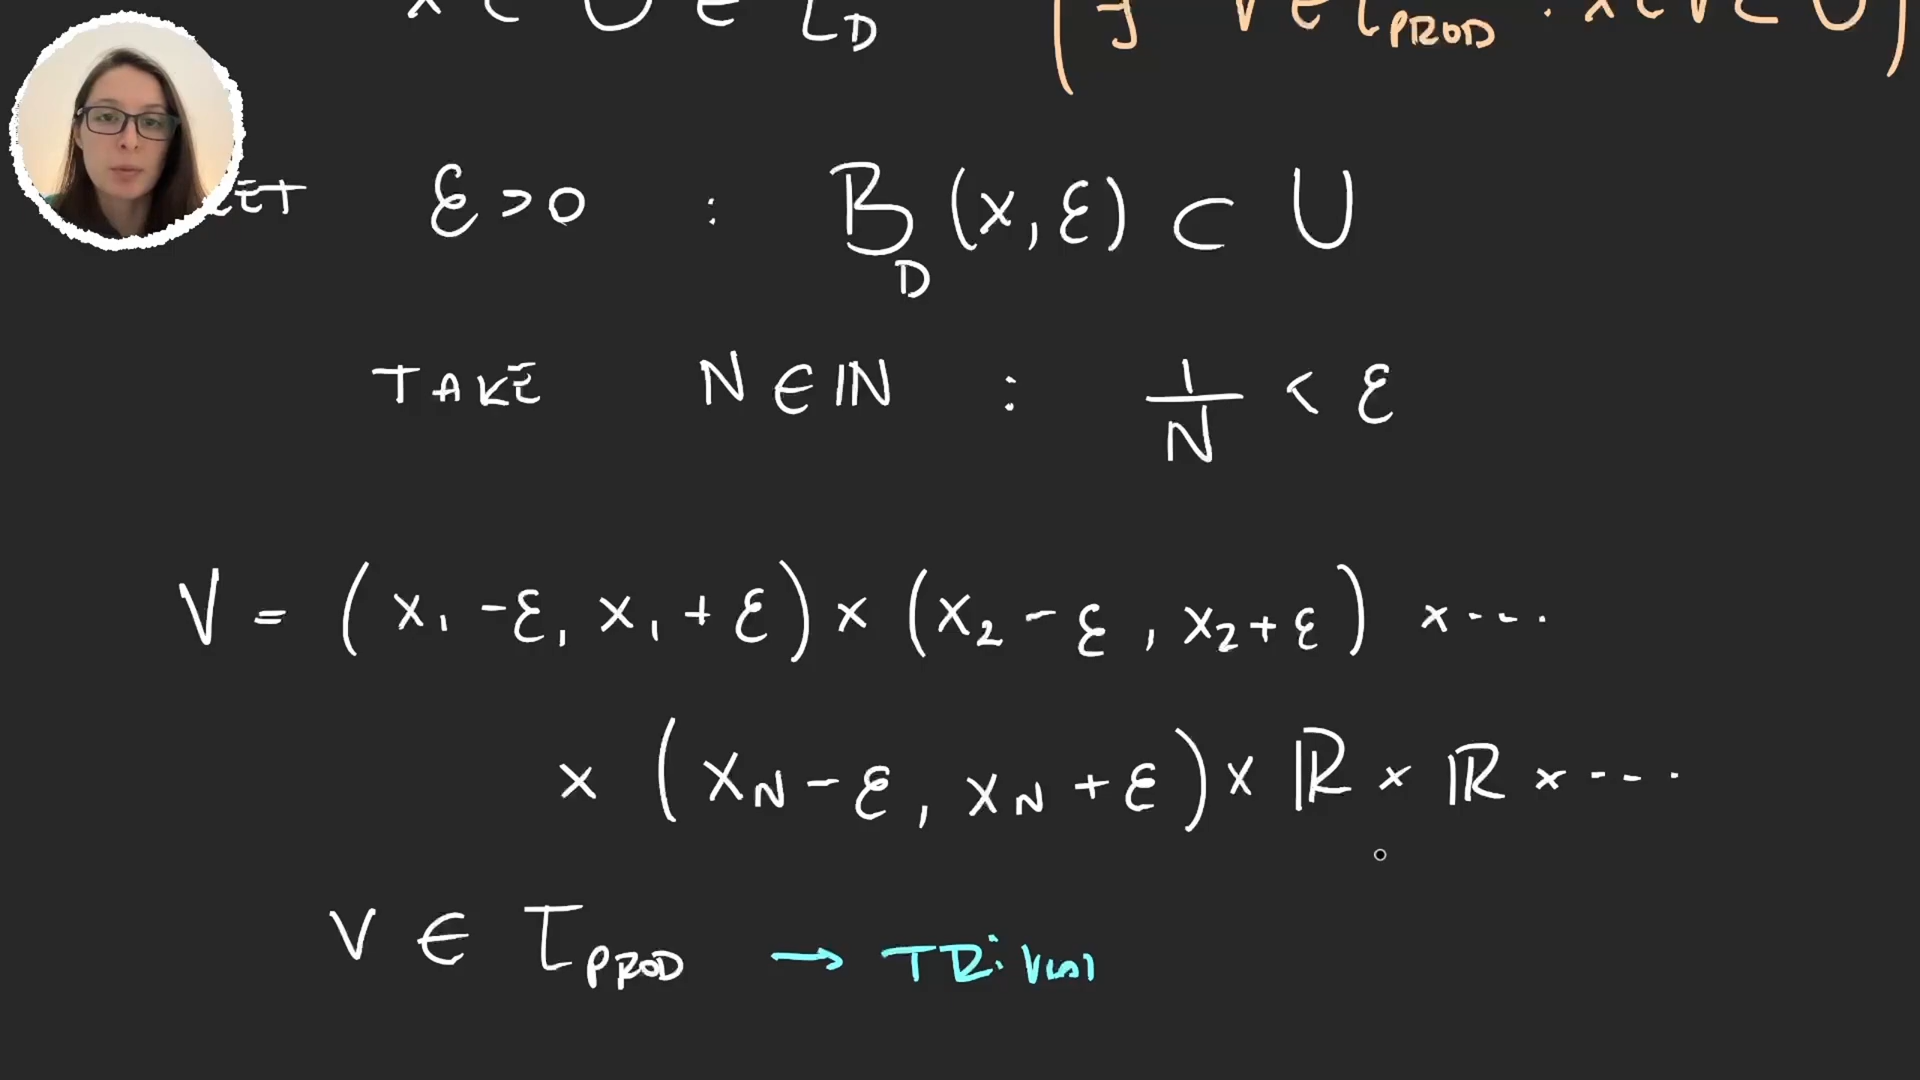 x ∈ U ∈ τ_D (∃ V ∈ τ_PROD : x ∈ V ⊂ U)
LET ε > 0 : B_D (x, ε) ⊂ U
TAKE N ∈ ℕ : 1/N < ε
V = (x₁ - ε, x₁ + ε) × (x₂ - ε, x₂ + ε) × ...
× (x_N - ε, x_N + ε) × ℝ × ℝ × ...
V ∈ τ_PROD → TRiViAl